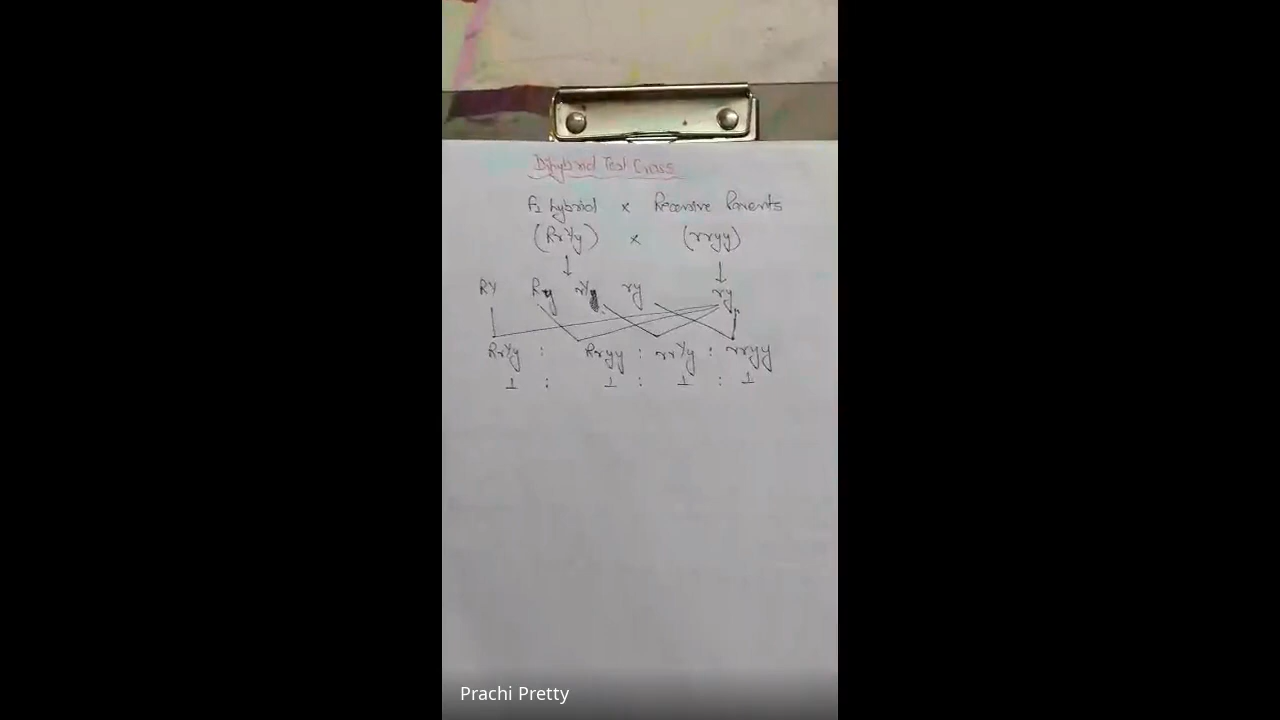 Dihybrid Test Cross
F1 hybrid × Recessive Parents
(RrYy) × (rryy)
RY Ry rY ry ry
RrYy : Rryy : rrYy : rryy
1 : 1 : 1 : 1
Prachi Pretty